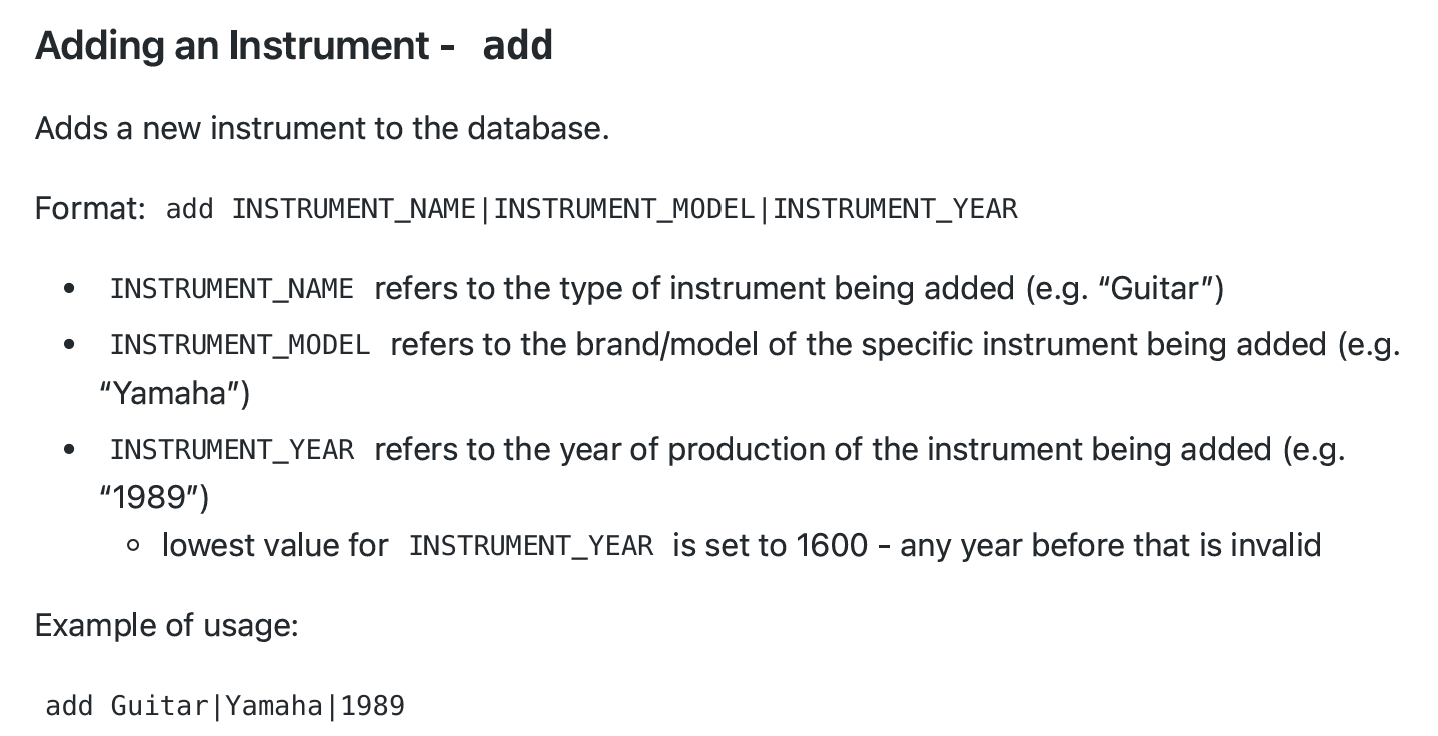 Adding an Instrument - add
Adds a new instrument to the database.
Format: add INSTRUMENT_NAME|INSTRUMENT_MODEL|INSTRUMENT_YEAR
• INSTRUMENT_NAME refers to the type of instrument being added (e.g. “Guitar”)
• INSTRUMENT_MODEL refers to the brand/model of the specific instrument being added (e.g.
“Yamaha”)
• INSTRUMENT_YEAR refers to the year of production of the instrument being added (e.g.
“1989”)
◦ lowest value for INSTRUMENT_YEAR is set to 1600 - any year before that is invalid
Example of usage:
add Guitar|Yamaha|1989